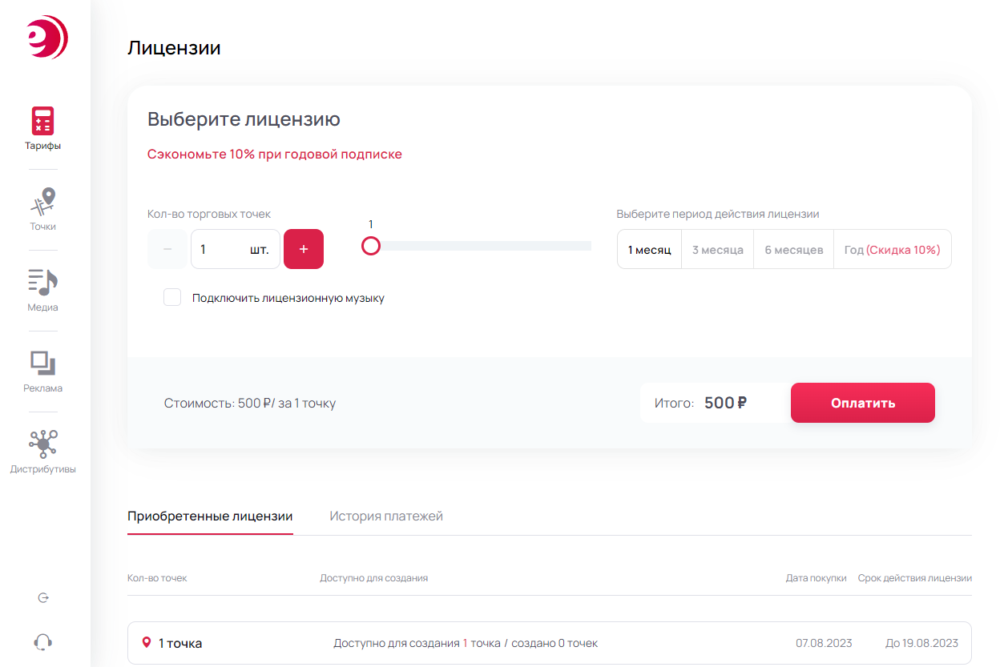 Лицензии
Тарифы
Точки
Медиа
Реклама
Дистрибутивы
Выберите лицензию
Сэкономьте 10% при годовой подписке
Кол-во торговых точек
1 шт.
+
1
Выберите период действия лицензии
1 месяц 3 месяца 6 месяцев Год (Скидка 10%)
Подключить лицензионную музыку
Стоимость: 500 ₽/ за 1 точку
Итого: 500 ₽
Оплатить
Приобретенные лицензии История платежей
Кол-во точек Доступно для создания Дата покупки Срок действия лицензии
1 точка Доступно для создания 1 точка / создано 0 точек 07.08.2023 До 19.08.2023